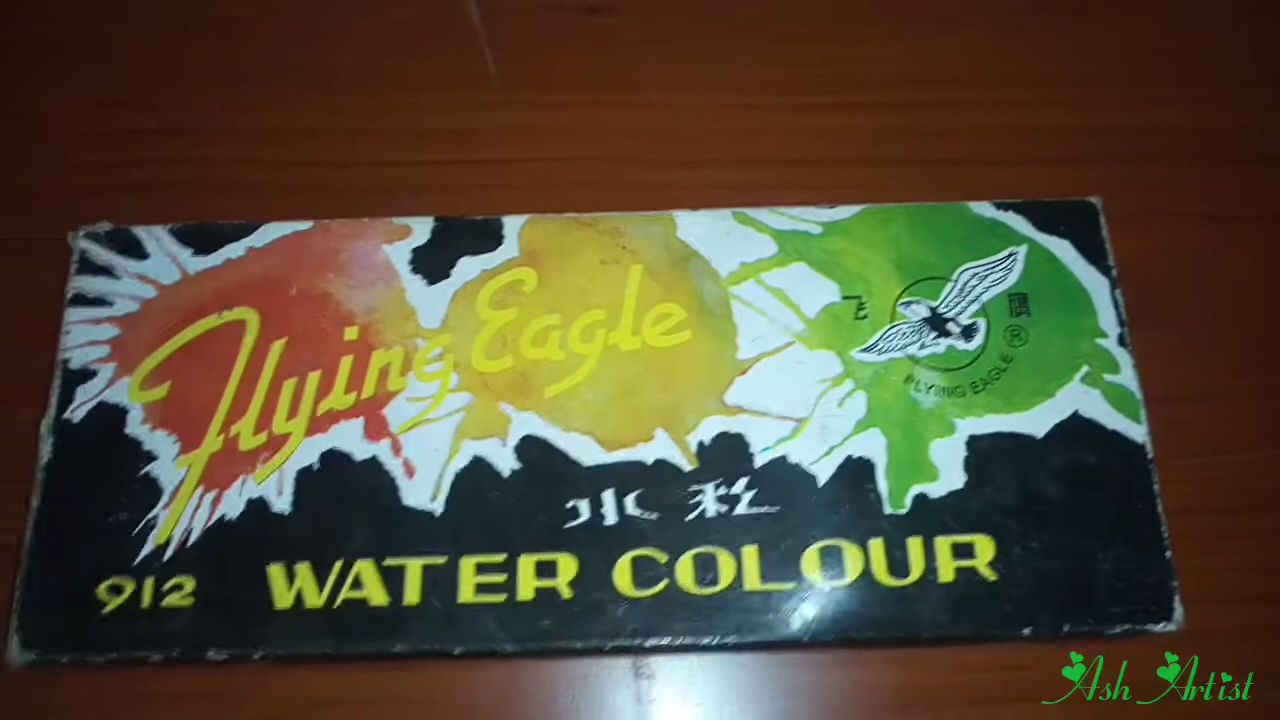 Flying Eagle
飞 鹰
®
FLYING EAGLE
水彩
912 WATER COLOUR
Ash Artist